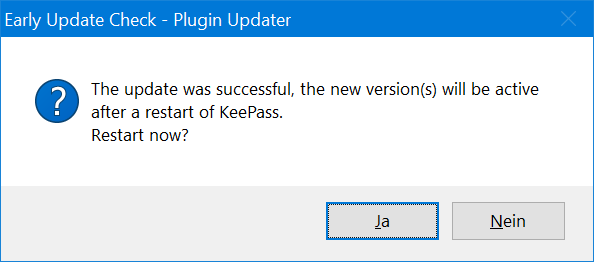 Early Update Check - Plugin Updater
The update was successful, the new version(s) will be active
after a restart of KeePass.
Restart now?
Ja
Nein